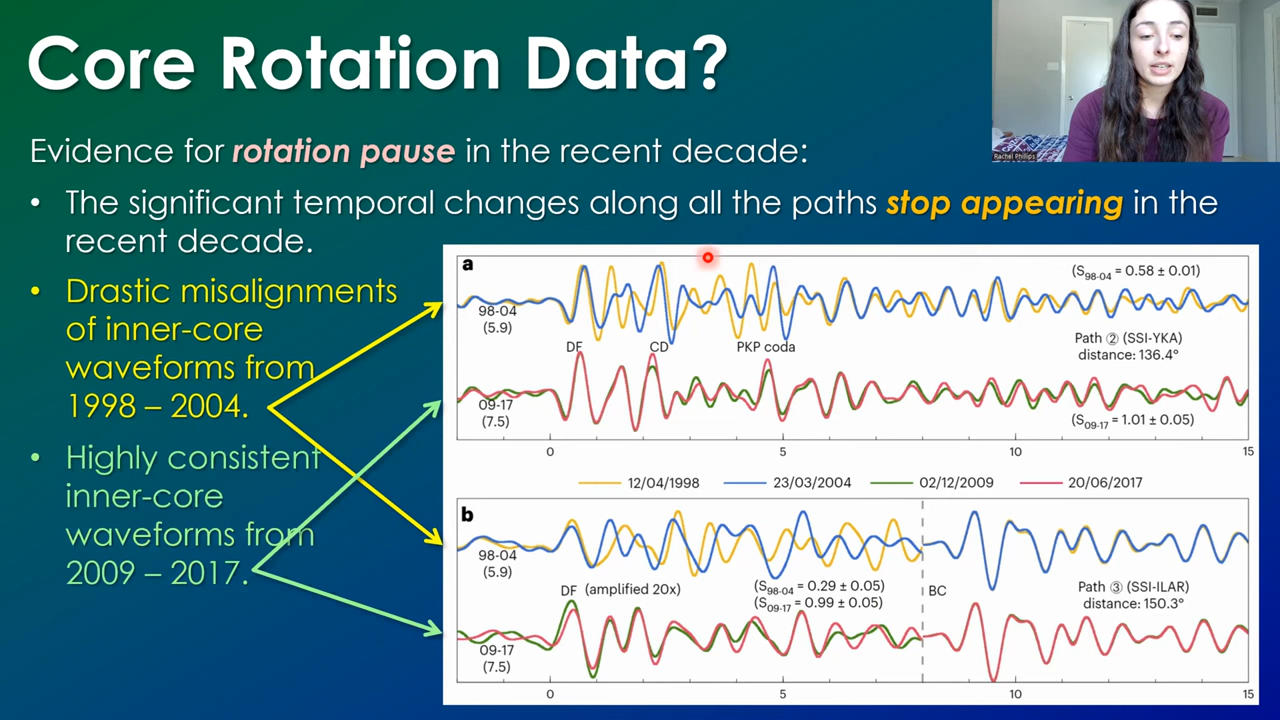 Core Rotation Data?
Rachel Phillips
Evidence for rotation pause in the recent decade:
• The significant temporal changes along all the paths stop appearing in the
recent decade.
• Drastic misalignments
of inner-core
waveforms from
1998 – 2004.
• Highly consistent
inner-core
waveforms from
2009 – 2017.
a
(S98-04 = 0.58 ± 0.01)
98-04
(5.9)
Path ② (SSI-YKA)
distance: 136.4°
DF CD PKP coda
09-17
(7.5)
(S09-17 = 1.01 ± 0.05)
0 5 10 15
12/04/1998 23/03/2004 02/12/2009 20/06/2017
b
98-04
(5.9)
DF (amplified 20x)
(S98-04 = 0.29 ± 0.05)
(S09-17 = 0.99 ± 0.05)
BC
Path ③ (SSI-ILAR)
distance: 150.3°
09-17
(7.5)
0 5 10 15